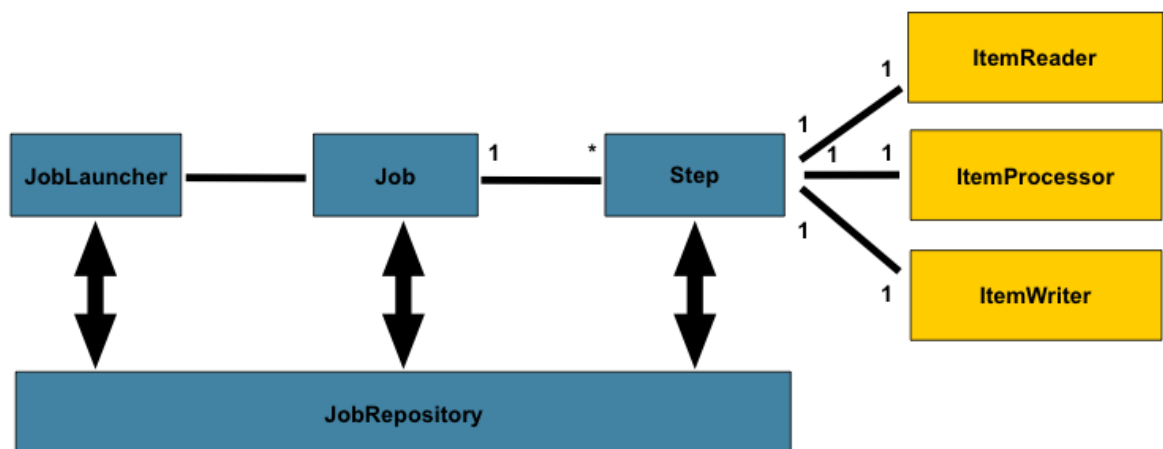 ItemReader
1
1
JobLauncher
Job
1
*
Step
1
1
ItemProcessor
1
1
ItemWriter
JobRepository